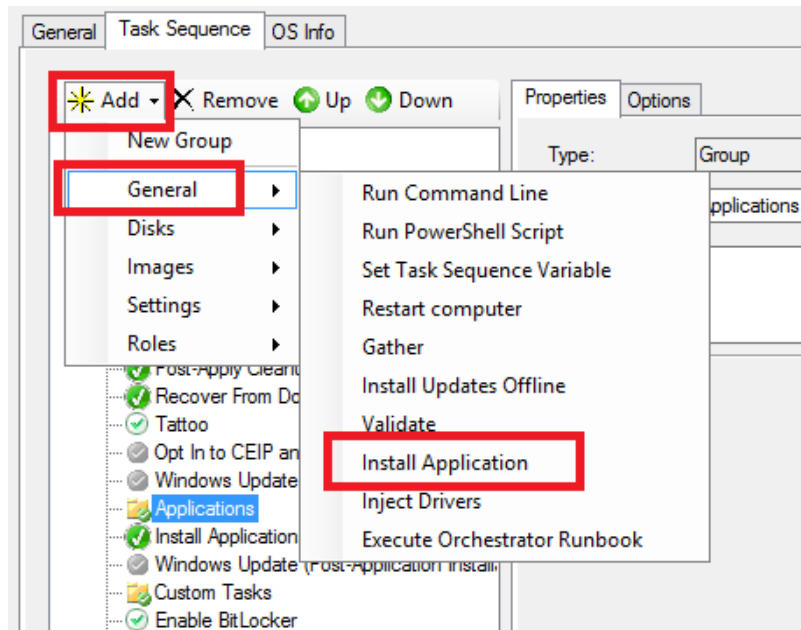 General Task Sequence OS Info
Add Remove Up Down
Properties Options
New Group
Type: Group
General
Disks
Images
Settings
Roles
Run Command Line
Run PowerShell Script
Set Task Sequence Variable
Restart computer
Gather
Install Updates Offline
Validate
Install Application
Inject Drivers
Execute Orchestrator Runbook
pplications
Post-Apply Cleanu
Recover From Do
Tattoo
Opt In to CEIP an
Windows Update
Applications
Install Application
Windows Update (Post-Application Install
Custom Tasks
Enable BitLocker